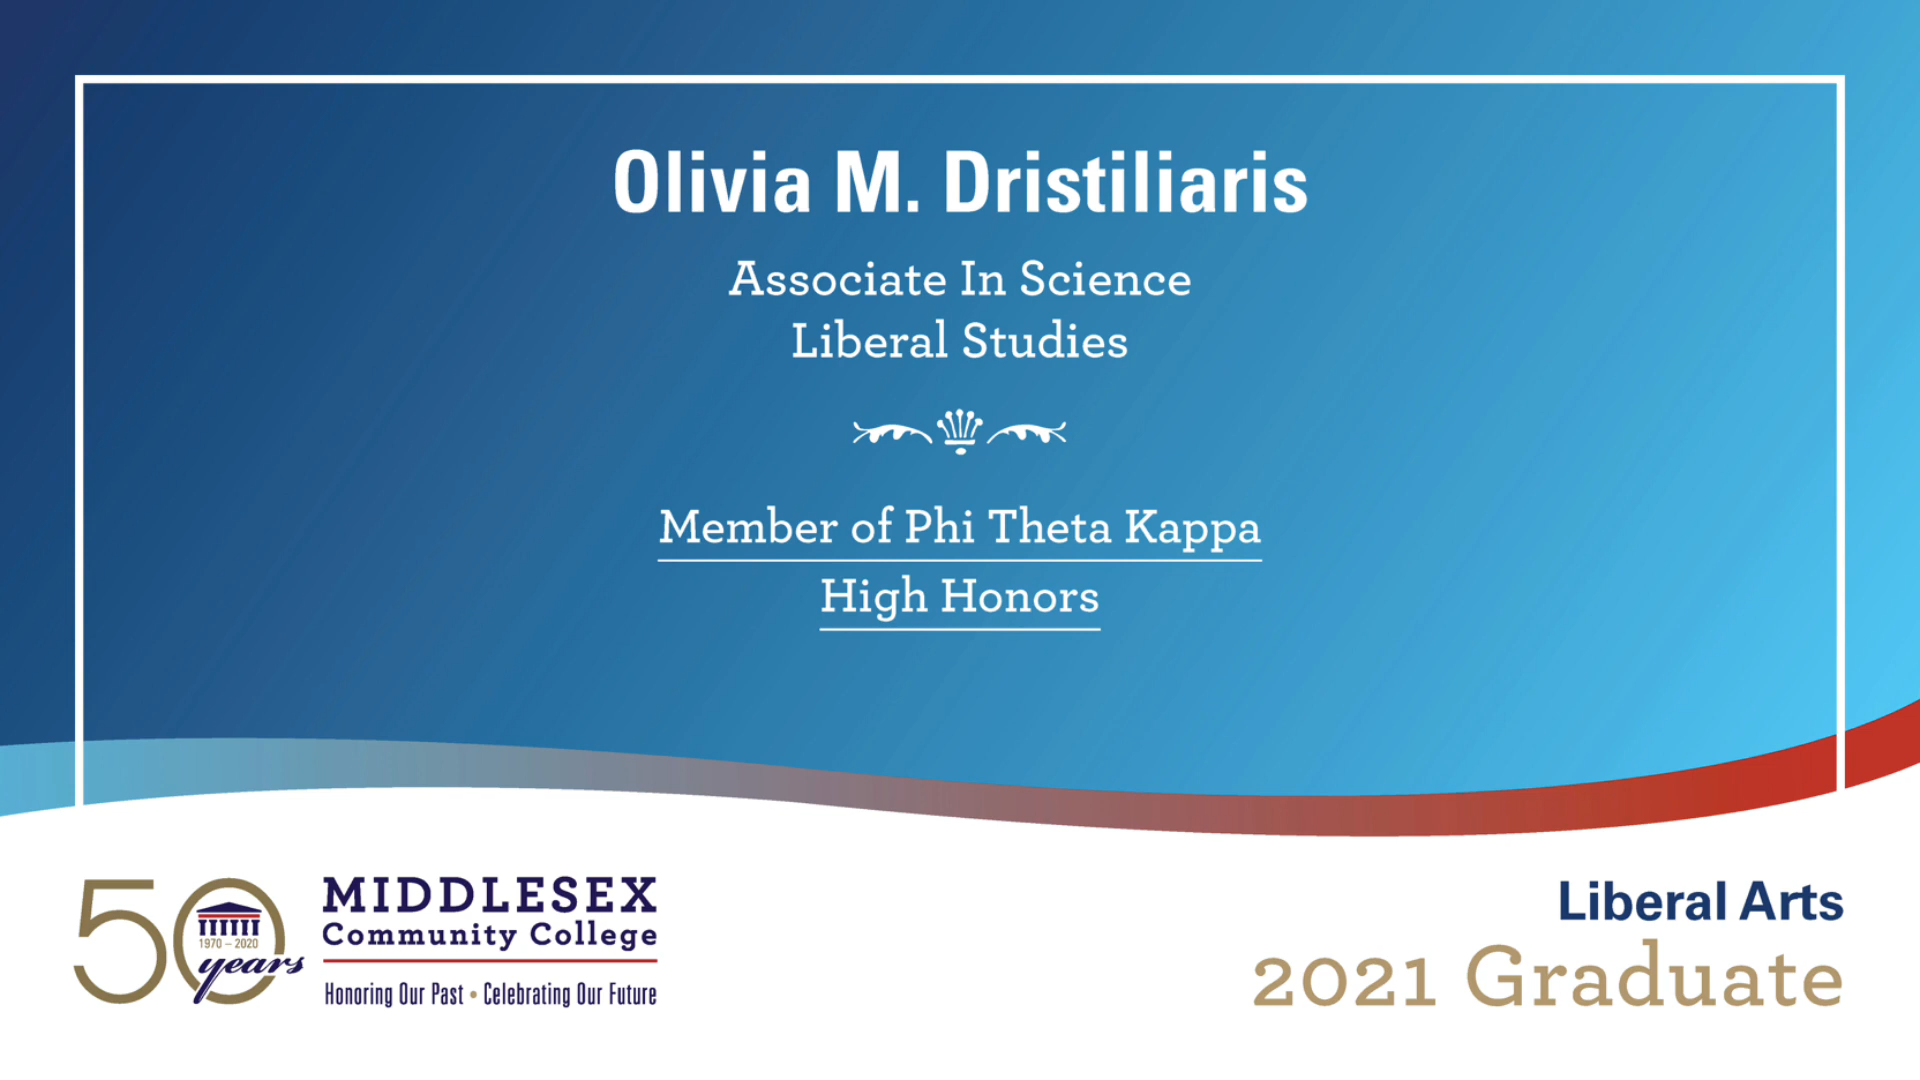 Olivia M. Dristiliaris
Associate In Science
Liberal Studies
Member of Phi Theta Kappa
High Honors
50
1970 – 2020
years
MIDDLESEX
Community College
Honoring Our Past • Celebrating Our Future
Liberal Arts
2021 Graduate